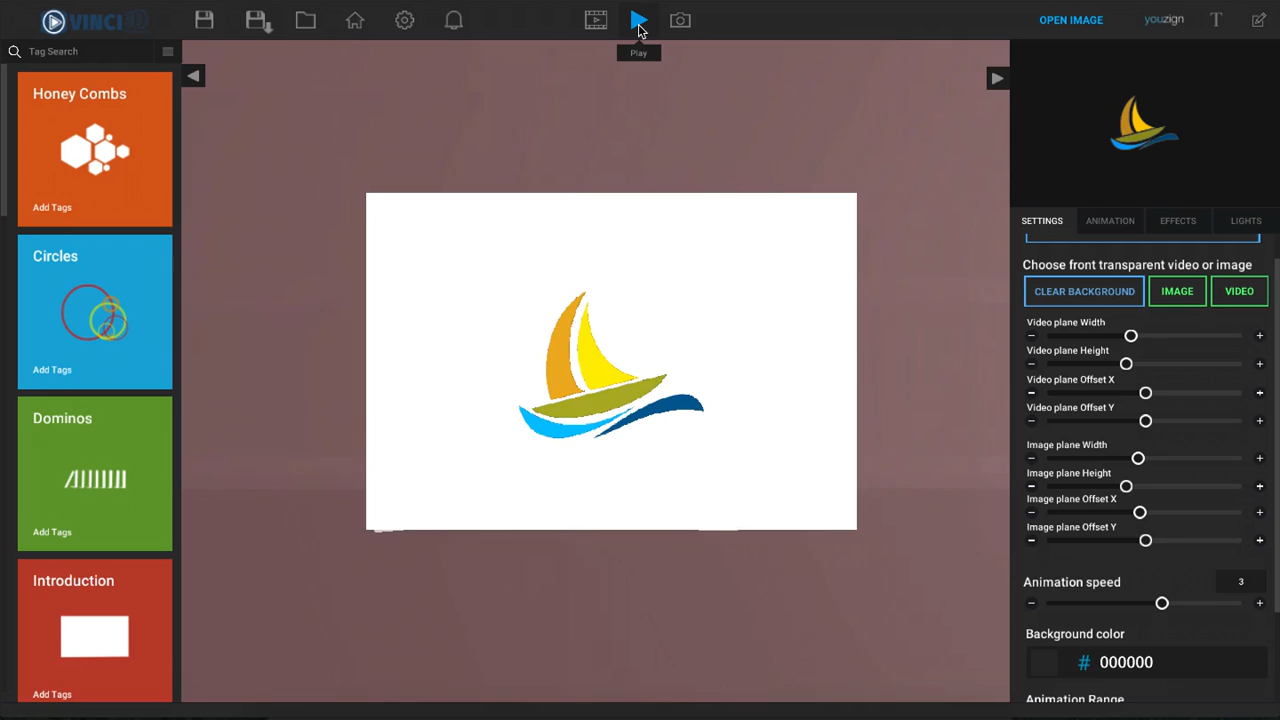 VINCI3D
OPEN IMAGE
youzign
T
Tag Search
Play
Honey Combs
Add Tags
Circles
Add Tags
Dominos
Add Tags
Introduction
Add Tags
SETTINGS
ANIMATION
EFFECTS
LIGHTS
Choose front transparent video or image
CLEAR BACKGROUND
IMAGE
VIDEO
Video plane Width
Video plane Height
Video plane Offset X
Video plane Offset Y
Image plane Width
Image plane Height
Image plane Offset X
Image plane Offset Y
Animation speed
3
Background color
# 000000
Animation Range